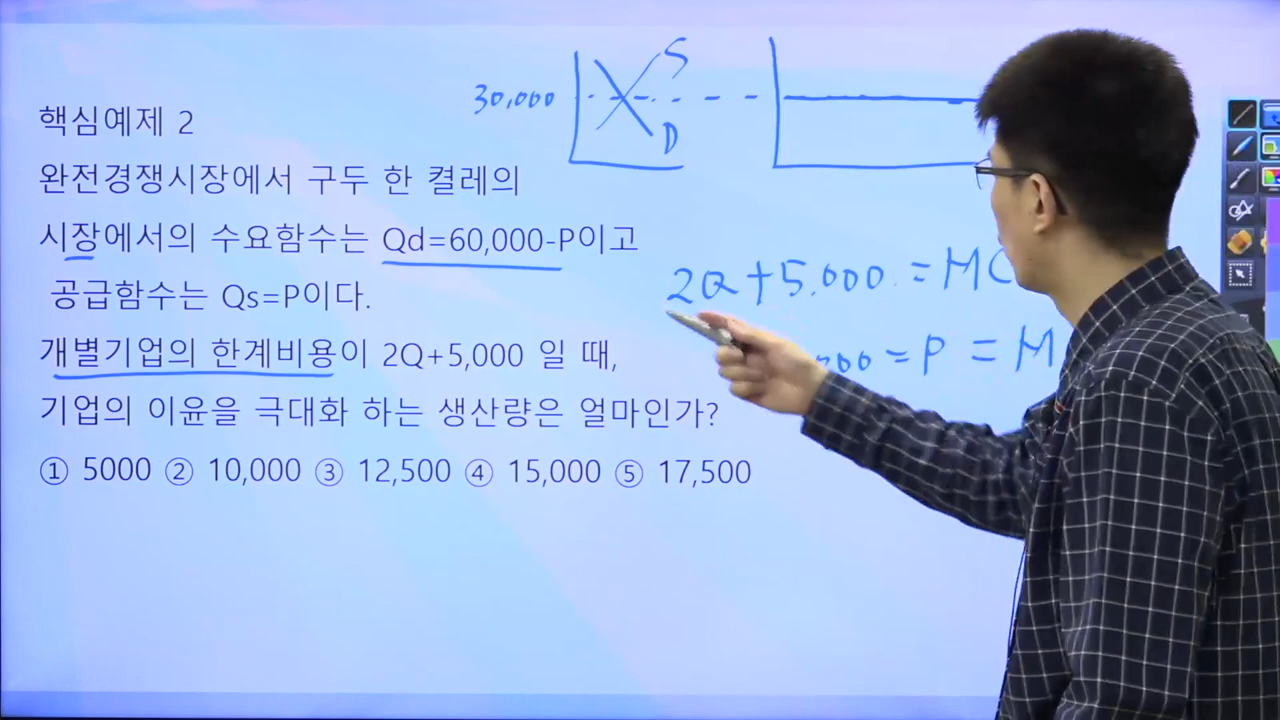 핵심예제 2
완전경쟁시장에서 구두 한 켤레의
시장에서의 수요함수는 Qd=60,000-P이고
공급함수는 Qs=P이다.
개별기업의 한계비용이 2Q+5,000 일 때,
기업의 이윤을 극대화 하는 생산량은 얼마인가?
① 5000 ② 10,000 ③ 12,500 ④ 15,000 ⑤ 17,500
30,000
S
D
2Q+5.000 = MC
= P = M